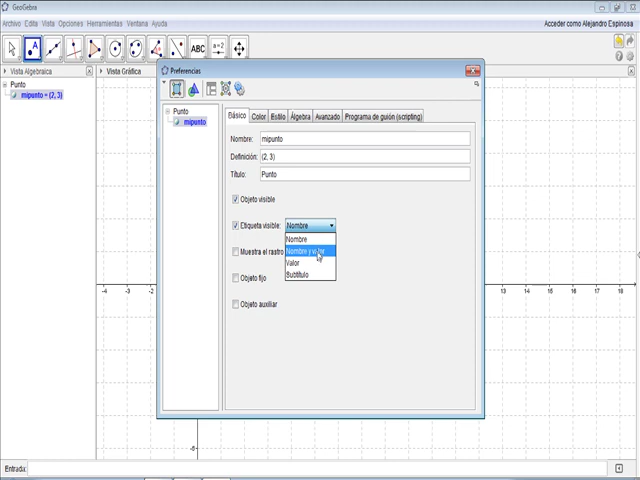 GeoGebra
Archivo Edita Vista Opciones Herramientas Ventana Ayuda
Acceder como Alejandro Espinosa
A
ABC
a=2
Vista Algebraica
Vista Gráfica
Punto
mipunto = (2, 3)
Preferencias
Punto
mipunto
Básico Color Estilo Álgebra Avanzado Programa de guión (scripting)
Nombre: mipunto
Definición: (2, 3)
Título: Punto
Objeto visible
Etiqueta visible: Nombre
Nombre
Muestra el rastro
Nombre y valor
Valor
Objeto fijo
Subtítulo
Objeto auxiliar
-4 -3 -2 13 14 15 16 17 18
Entrada: